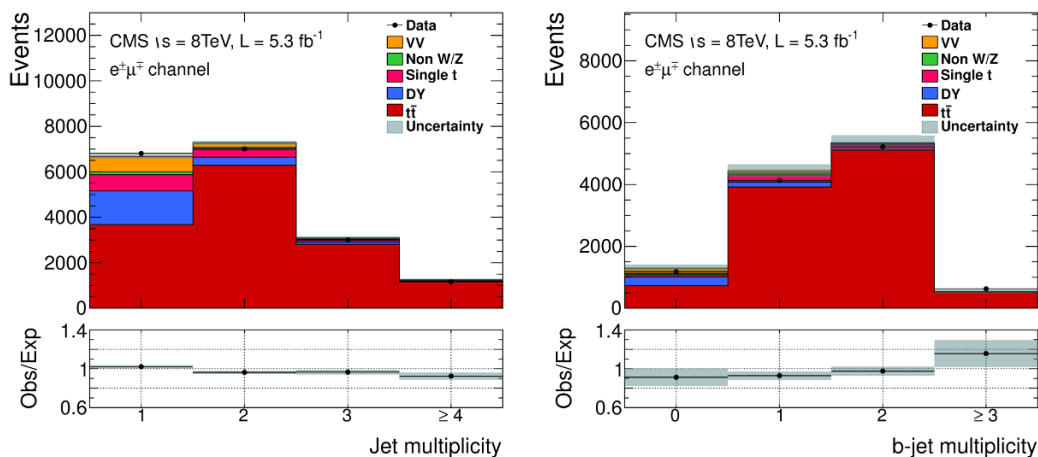 Events
12000
10000
8000
6000
4000
2000
0
CMS √s = 8TeV, L = 5.3 fb⁻¹
e±μ∓ channel
Data
VV
Non W/Z
Single t
DY
tt̄
Uncertainty
Obs/Exp
1.4
1
0.6
1
2
3
≥ 4
Jet multiplicity
Events
8000
6000
4000
2000
0
CMS √s = 8TeV, L = 5.3 fb⁻¹
e±μ∓ channel
Data
VV
Non W/Z
Single t
DY
tt̄
Uncertainty
Obs/Exp
1.4
1
0.6
0
1
2
≥ 3
b-jet multiplicity